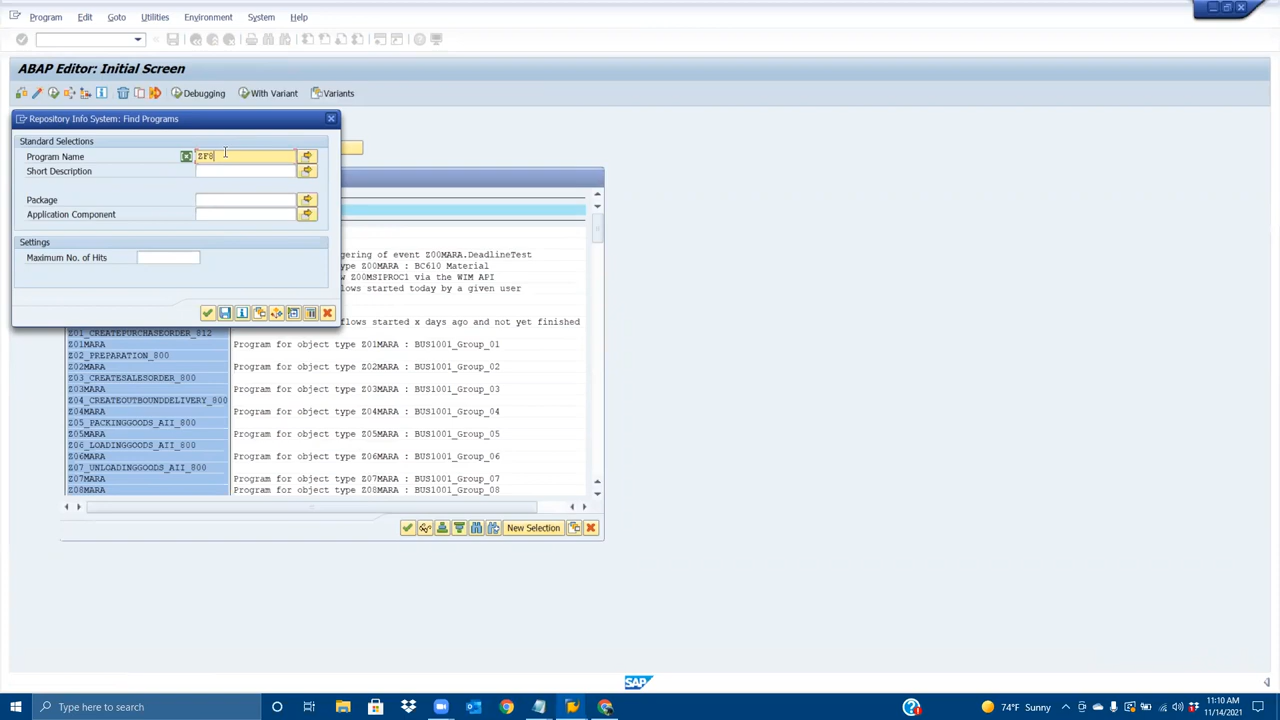 Program Edit Goto Utilities Environment System Help
ABAP Editor: Initial Screen
Debugging With Variant Variants
Repository Info System: Find Programs
Standard Selections
Program Name ZF8
Short Description
Package
Application Component
Settings
Maximum No. of Hits
gering of event Z00MARA.DeadlineTest
ype Z00MARA : BC610 Material
w Z00MSIPROC1 via the WIM API
flows started today by a given user
flows started x days ago and not yet finished
Z01_CREATEPURCHASEORDER_812
Z01MARA Program for object type Z01MARA : BUS1001_Group_01
Z02_PREPARATION_800
Z02MARA Program for object type Z02MARA : BUS1001_Group_02
Z03_CREATESALESORDER_800
Z03MARA Program for object type Z03MARA : BUS1001_Group_03
Z04_CREATEOUTBOUNDDELIVERY_800
Z04MARA Program for object type Z04MARA : BUS1001_Group_04
Z05_PACKINGGOODS_AII_800
Z05MARA Program for object type Z05MARA : BUS1001_Group_05
Z06_LOADINGGOODS_AII_800
Z06MARA Program for object type Z06MARA : BUS1001_Group_06
Z07_UNLOADINGGOODS_AII_800
Z07MARA Program for object type Z07MARA : BUS1001_Group_07
Z08MARA Program for object type Z08MARA : BUS1001_Group_08
New Selection
SAP
Type here to search
74°F Sunny
11:10 AM
11/14/2021